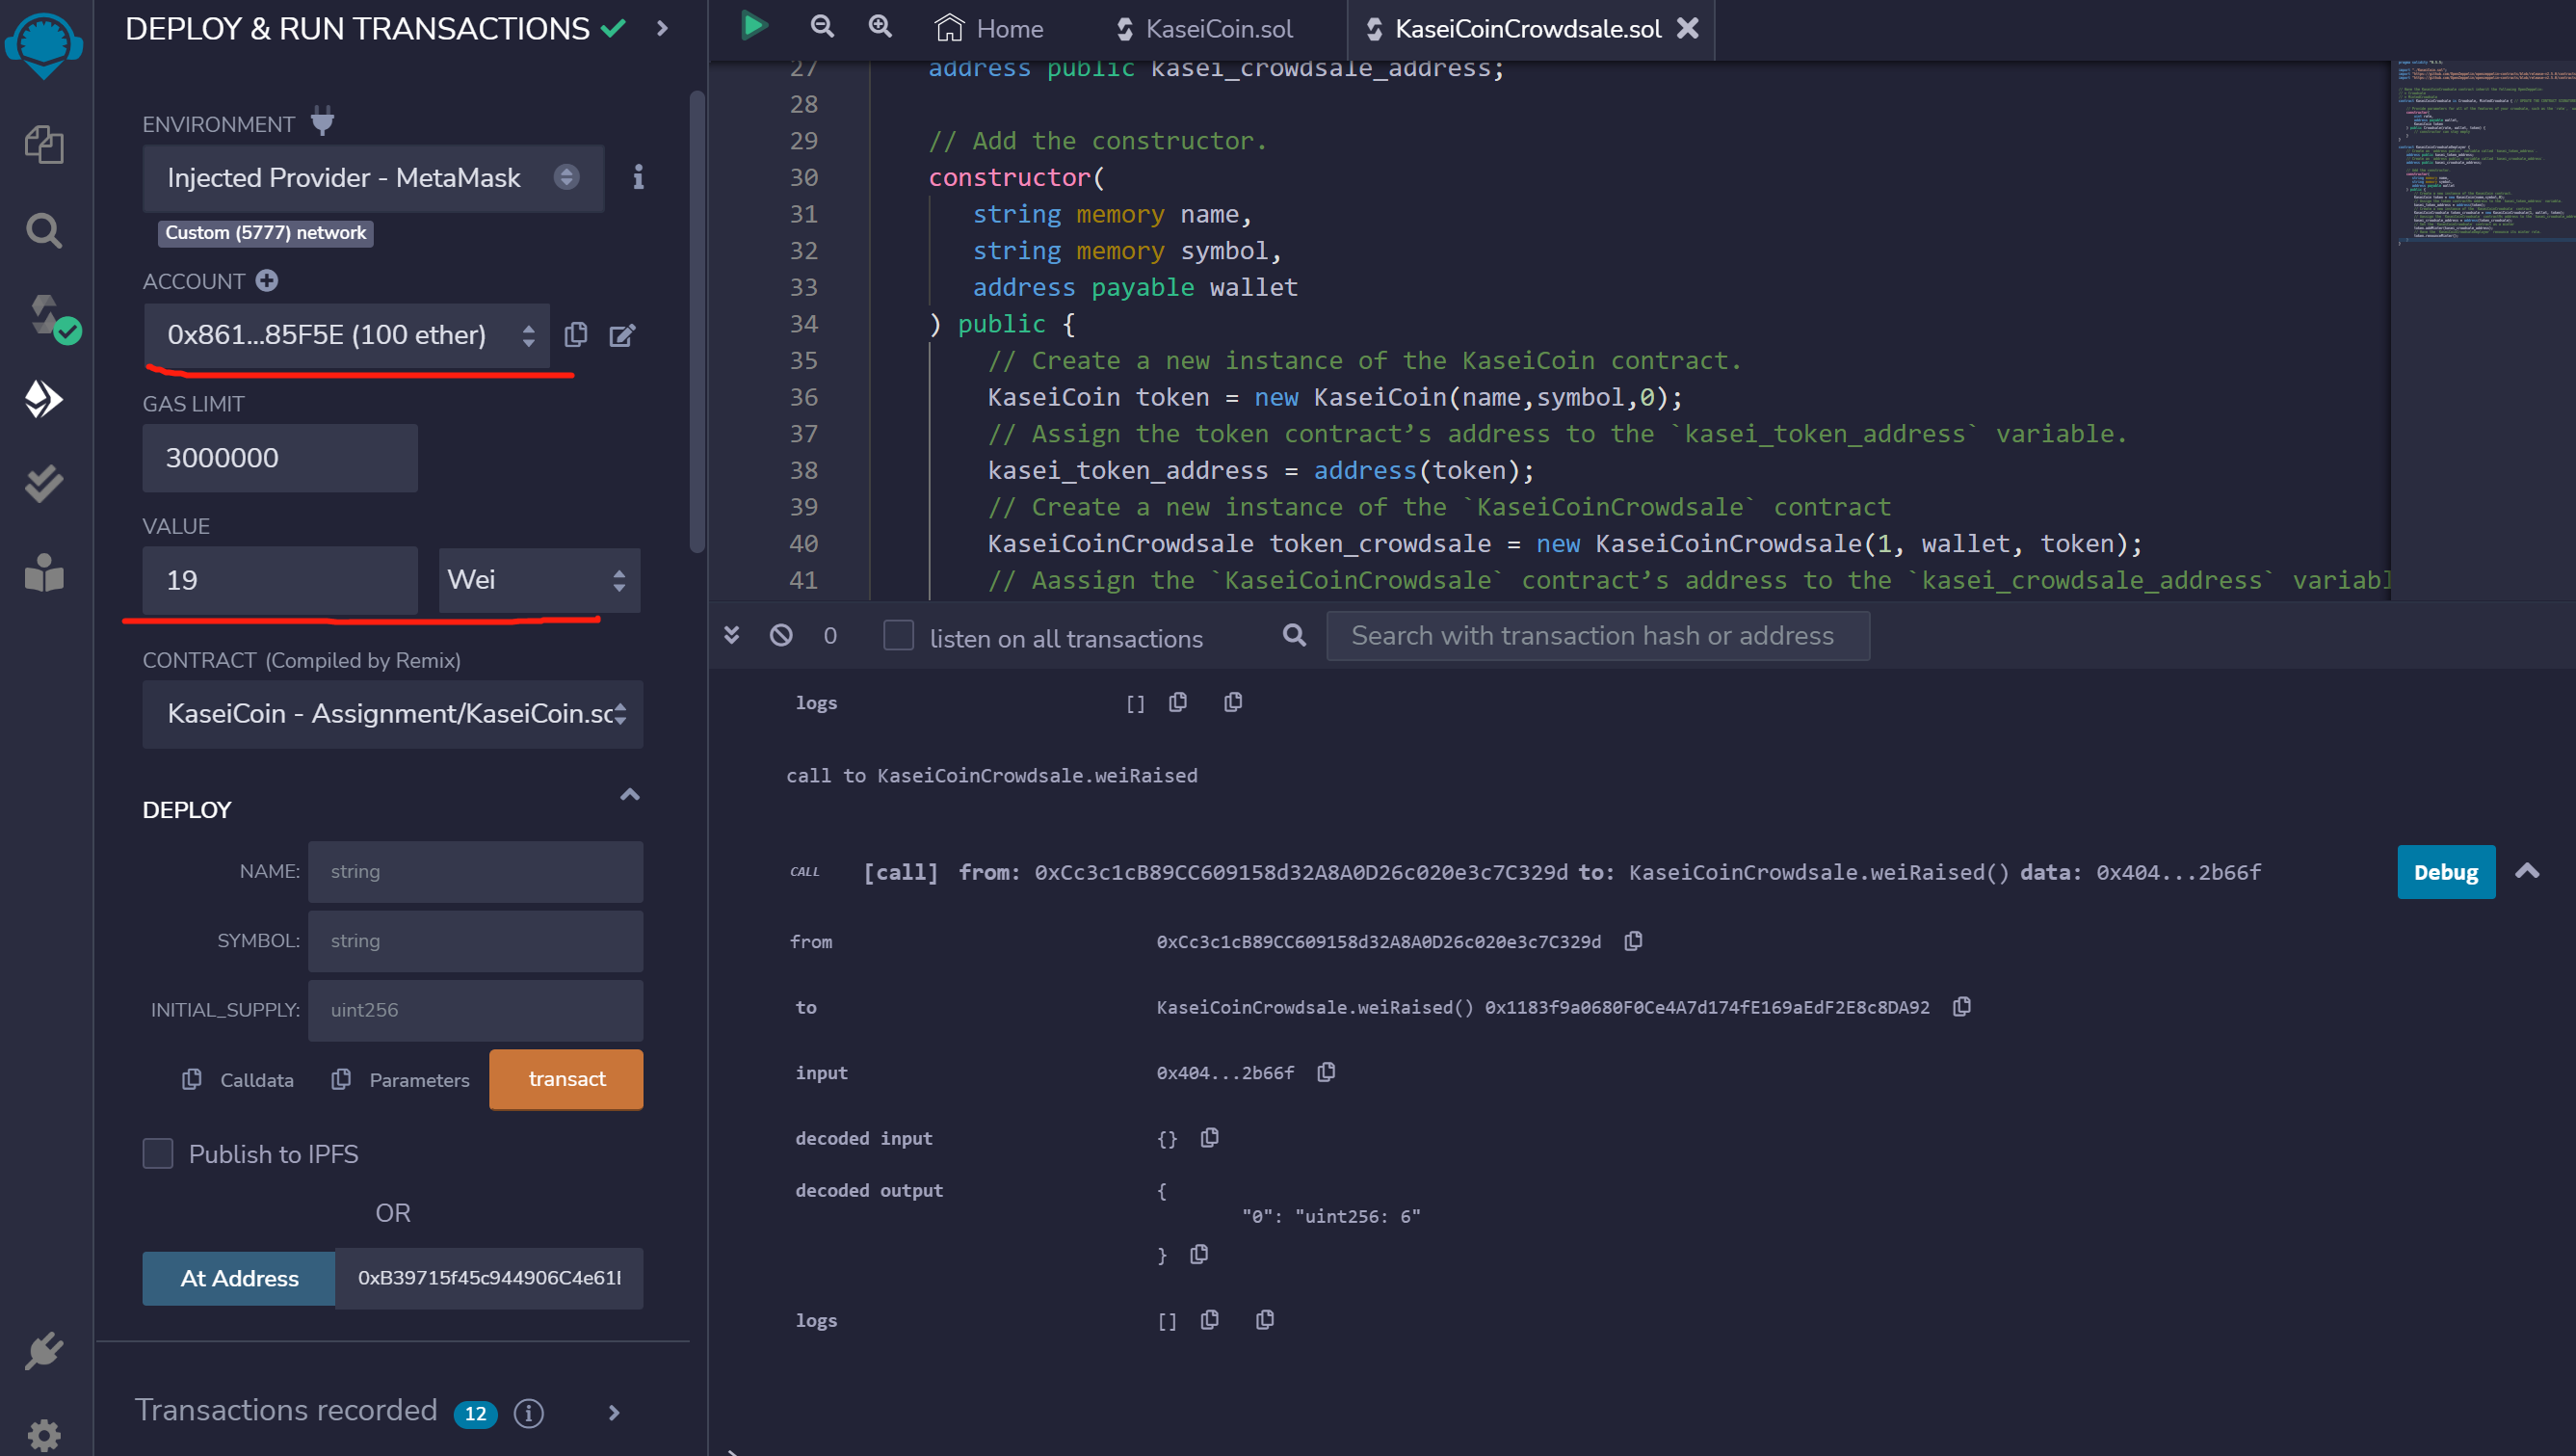 DEPLOY & RUN TRANSACTIONS
ENVIRONMENT
Injected Provider - MetaMask
Custom (5777) network
ACCOUNT
0x861...85F5E (100 ether)
GAS LIMIT
3000000
VALUE
19 Wei
CONTRACT (Compiled by Remix)
KaseiCoin - Assignment/KaseiCoin.sc
DEPLOY
NAME: string
SYMBOL: string
INITIAL_SUPPLY: uint256
Calldata Parameters transact
Publish to IPFS
OR
At Address 0xB39715f45c944906C4e61
Transactions recorded 12
Home KaseiCoin.sol KaseiCoinCrowdsale.sol
27 address public kasei_crowdsale_address;
28
29 // Add the constructor.
30 constructor(
31 string memory name,
32 string memory symbol,
33 address payable wallet
34 ) public {
35 // Create a new instance of the KaseiCoin contract.
36 KaseiCoin token = new KaseiCoin(name,symbol,0);
37 // Assign the token contract’s address to the `kasei_token_address` variable.
38 kasei_token_address = address(token);
39 // Create a new instance of the `KaseiCoinCrowdsale` contract
40 KaseiCoinCrowdsale token_crowdsale = new KaseiCoinCrowdsale(1, wallet, token);
41 // Aassign the `KaseiCoinCrowdsale` contract’s address to the `kasei_crowdsale_address` variabl
0 listen on all transactions Search with transaction hash or address
logs []
call to KaseiCoinCrowdsale.weiRaised
CALL [call] from: 0xCc3c1cB89CC609158d32A8A0D26c020e3c7C329d to: KaseiCoinCrowdsale.weiRaised() data: 0x404...2b66f Debug
from 0xCc3c1cB89CC609158d32A8A0D26c020e3c7C329d
to KaseiCoinCrowdsale.weiRaised() 0x1183f9a0680F0Ce4A7d174fE169aEdF2E8c8DA92
input 0x404...2b66f
decoded input {}
decoded output {
"0": "uint256: 6"
}
logs []